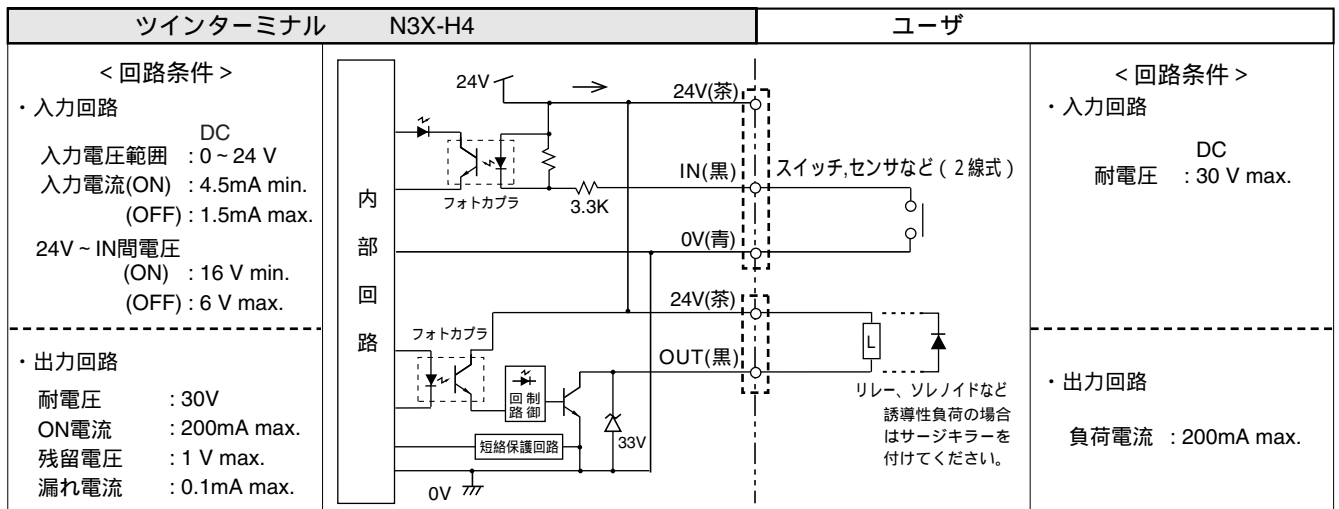 ツインターミナル N3X-H4
ユーザ
<回路条件>
・入力回路
DC
入力電圧範囲 : 0~24 V
入力電流(ON) : 4.5mA min.
(OFF) : 1.5mA max.
24V~IN間電圧
(ON) : 16 V min.
(OFF) : 6 V max.
・出力回路
耐電圧 : 30V
ON電流 : 200mA max.
残留電圧 : 1 V max.
漏れ電流 : 0.1mA max.
内部回路
24V
フォトカプラ
3.3K
24V(茶)
IN(黒)
0V(青)
スイッチ,センサなど(2線式)
24V(茶)
OUT(黒)
フォトカプラ
制御回路
短絡保護回路
33V
0V
L
リレー、ソレノイドなど
誘導性負荷の場合
はサージキラーを
付けてください。
<回路条件>
・入力回路
DC
耐電圧 : 30 V max.
・出力回路
負荷電流 : 200mA max.